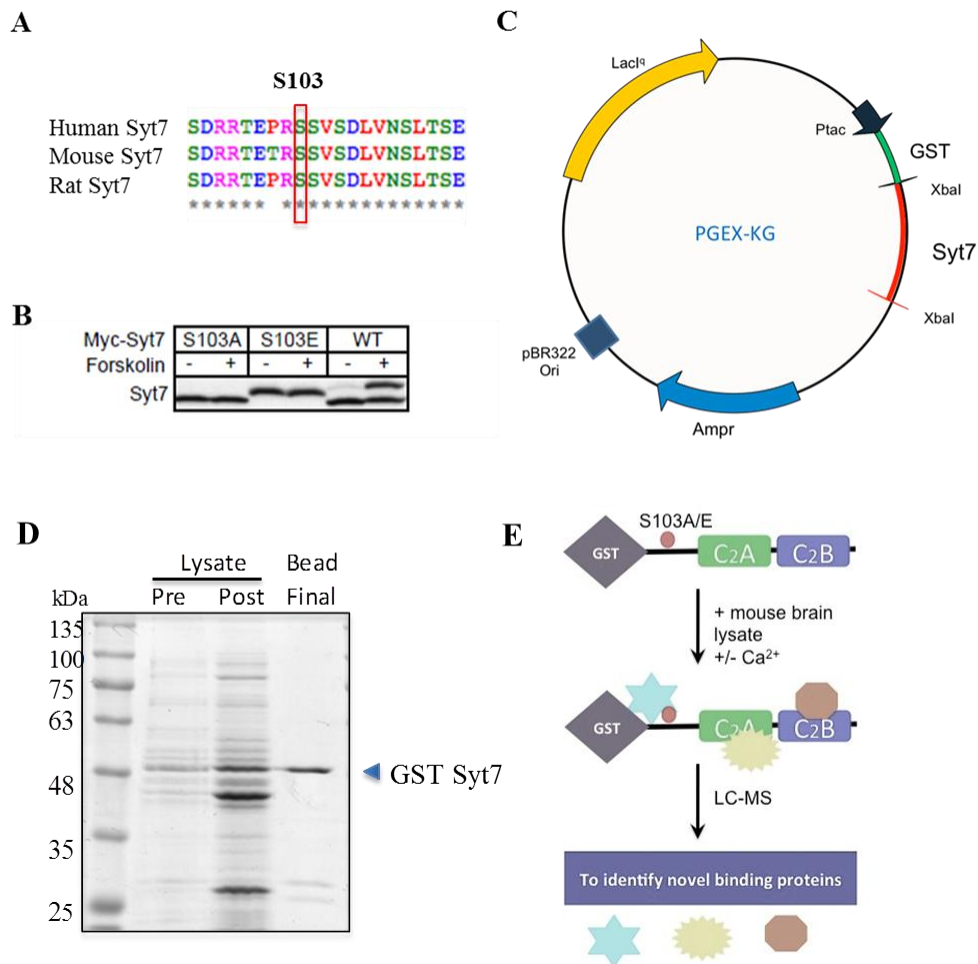 A
S103
Human Syt7 SDRRTEPRSSVSDLVNSLTSE
Mouse Syt7 SDRRTETRSSVSDLVNSLTSE
Rat Syt7 SDRRTEPRSSVSDLVNSLTSE
****** **************
B
Myc-Syt7 S103A S103E WT
Forskolin - + - + - +
Syt7
C
LacIq
Ptac
GST
XbaI
PGEX-KG
Syt7
XbaI
pBR322
Ori
Ampr
D
Lysate Bead
kDa Pre Post Final
135
100
75
63
48
35
25
GST Syt7
E
S103A/E
GST C2A C2B
+ mouse brain
lysate
+/- Ca2+
GST C2A C2B
LC-MS
To identify novel binding proteins